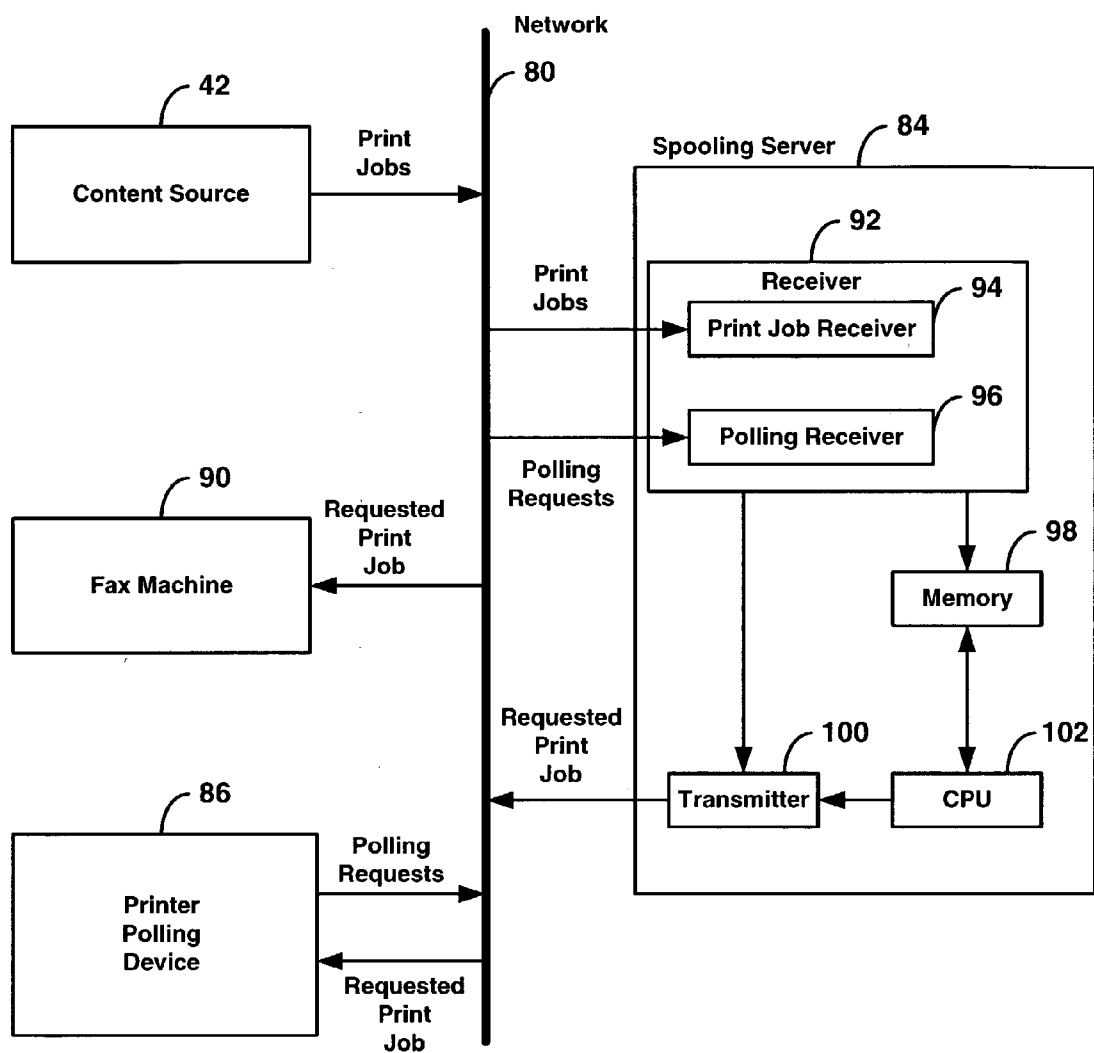 Network
80
42
Print
Jobs
Content Source
84
Spooling Server
92
Receiver
94
Print Job Receiver
Print
Jobs
96
Polling Receiver
Polling
Requests
90
Requested
Print
Job
Fax Machine
98
Memory
Requested
Print
Job
100
Transmitter
102
CPU
86
Polling
Requests
Printer
Polling
Device
Requested
Print
Job